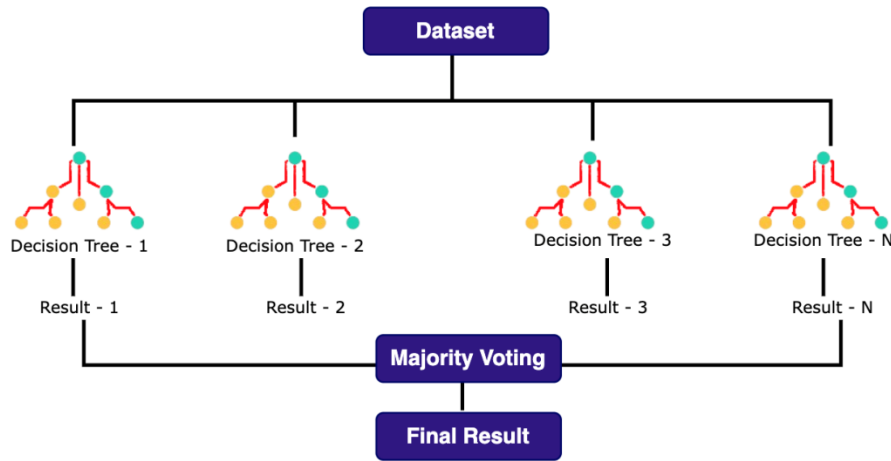 Dataset
Decision Tree - 1
Decision Tree - 2
Decision Tree - 3
Decision Tree - N
Result - 1
Result - 2
Result - 3
Result - N
Majority Voting
Final Result